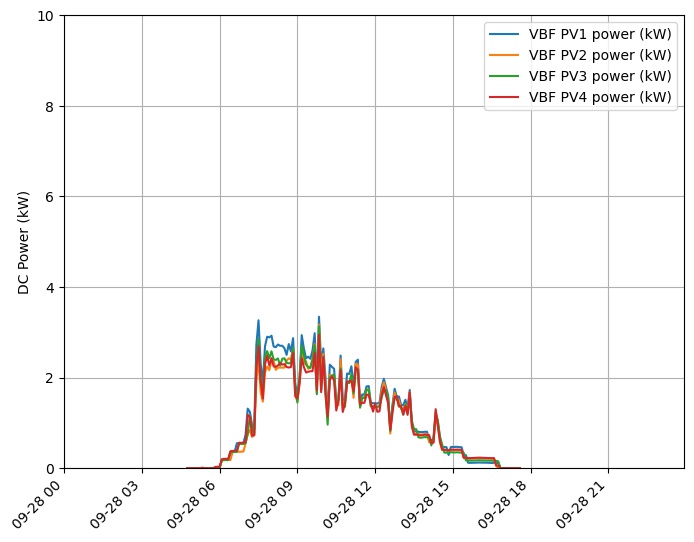 10
8
6
4
2
0
DC Power (kW)
VBF PV1 power (kW)
VBF PV2 power (kW)
VBF PV3 power (kW)
VBF PV4 power (kW)
09-28 00
09-28 03
09-28 06
09-28 09
09-28 12
09-28 15
09-28 18
09-28 21